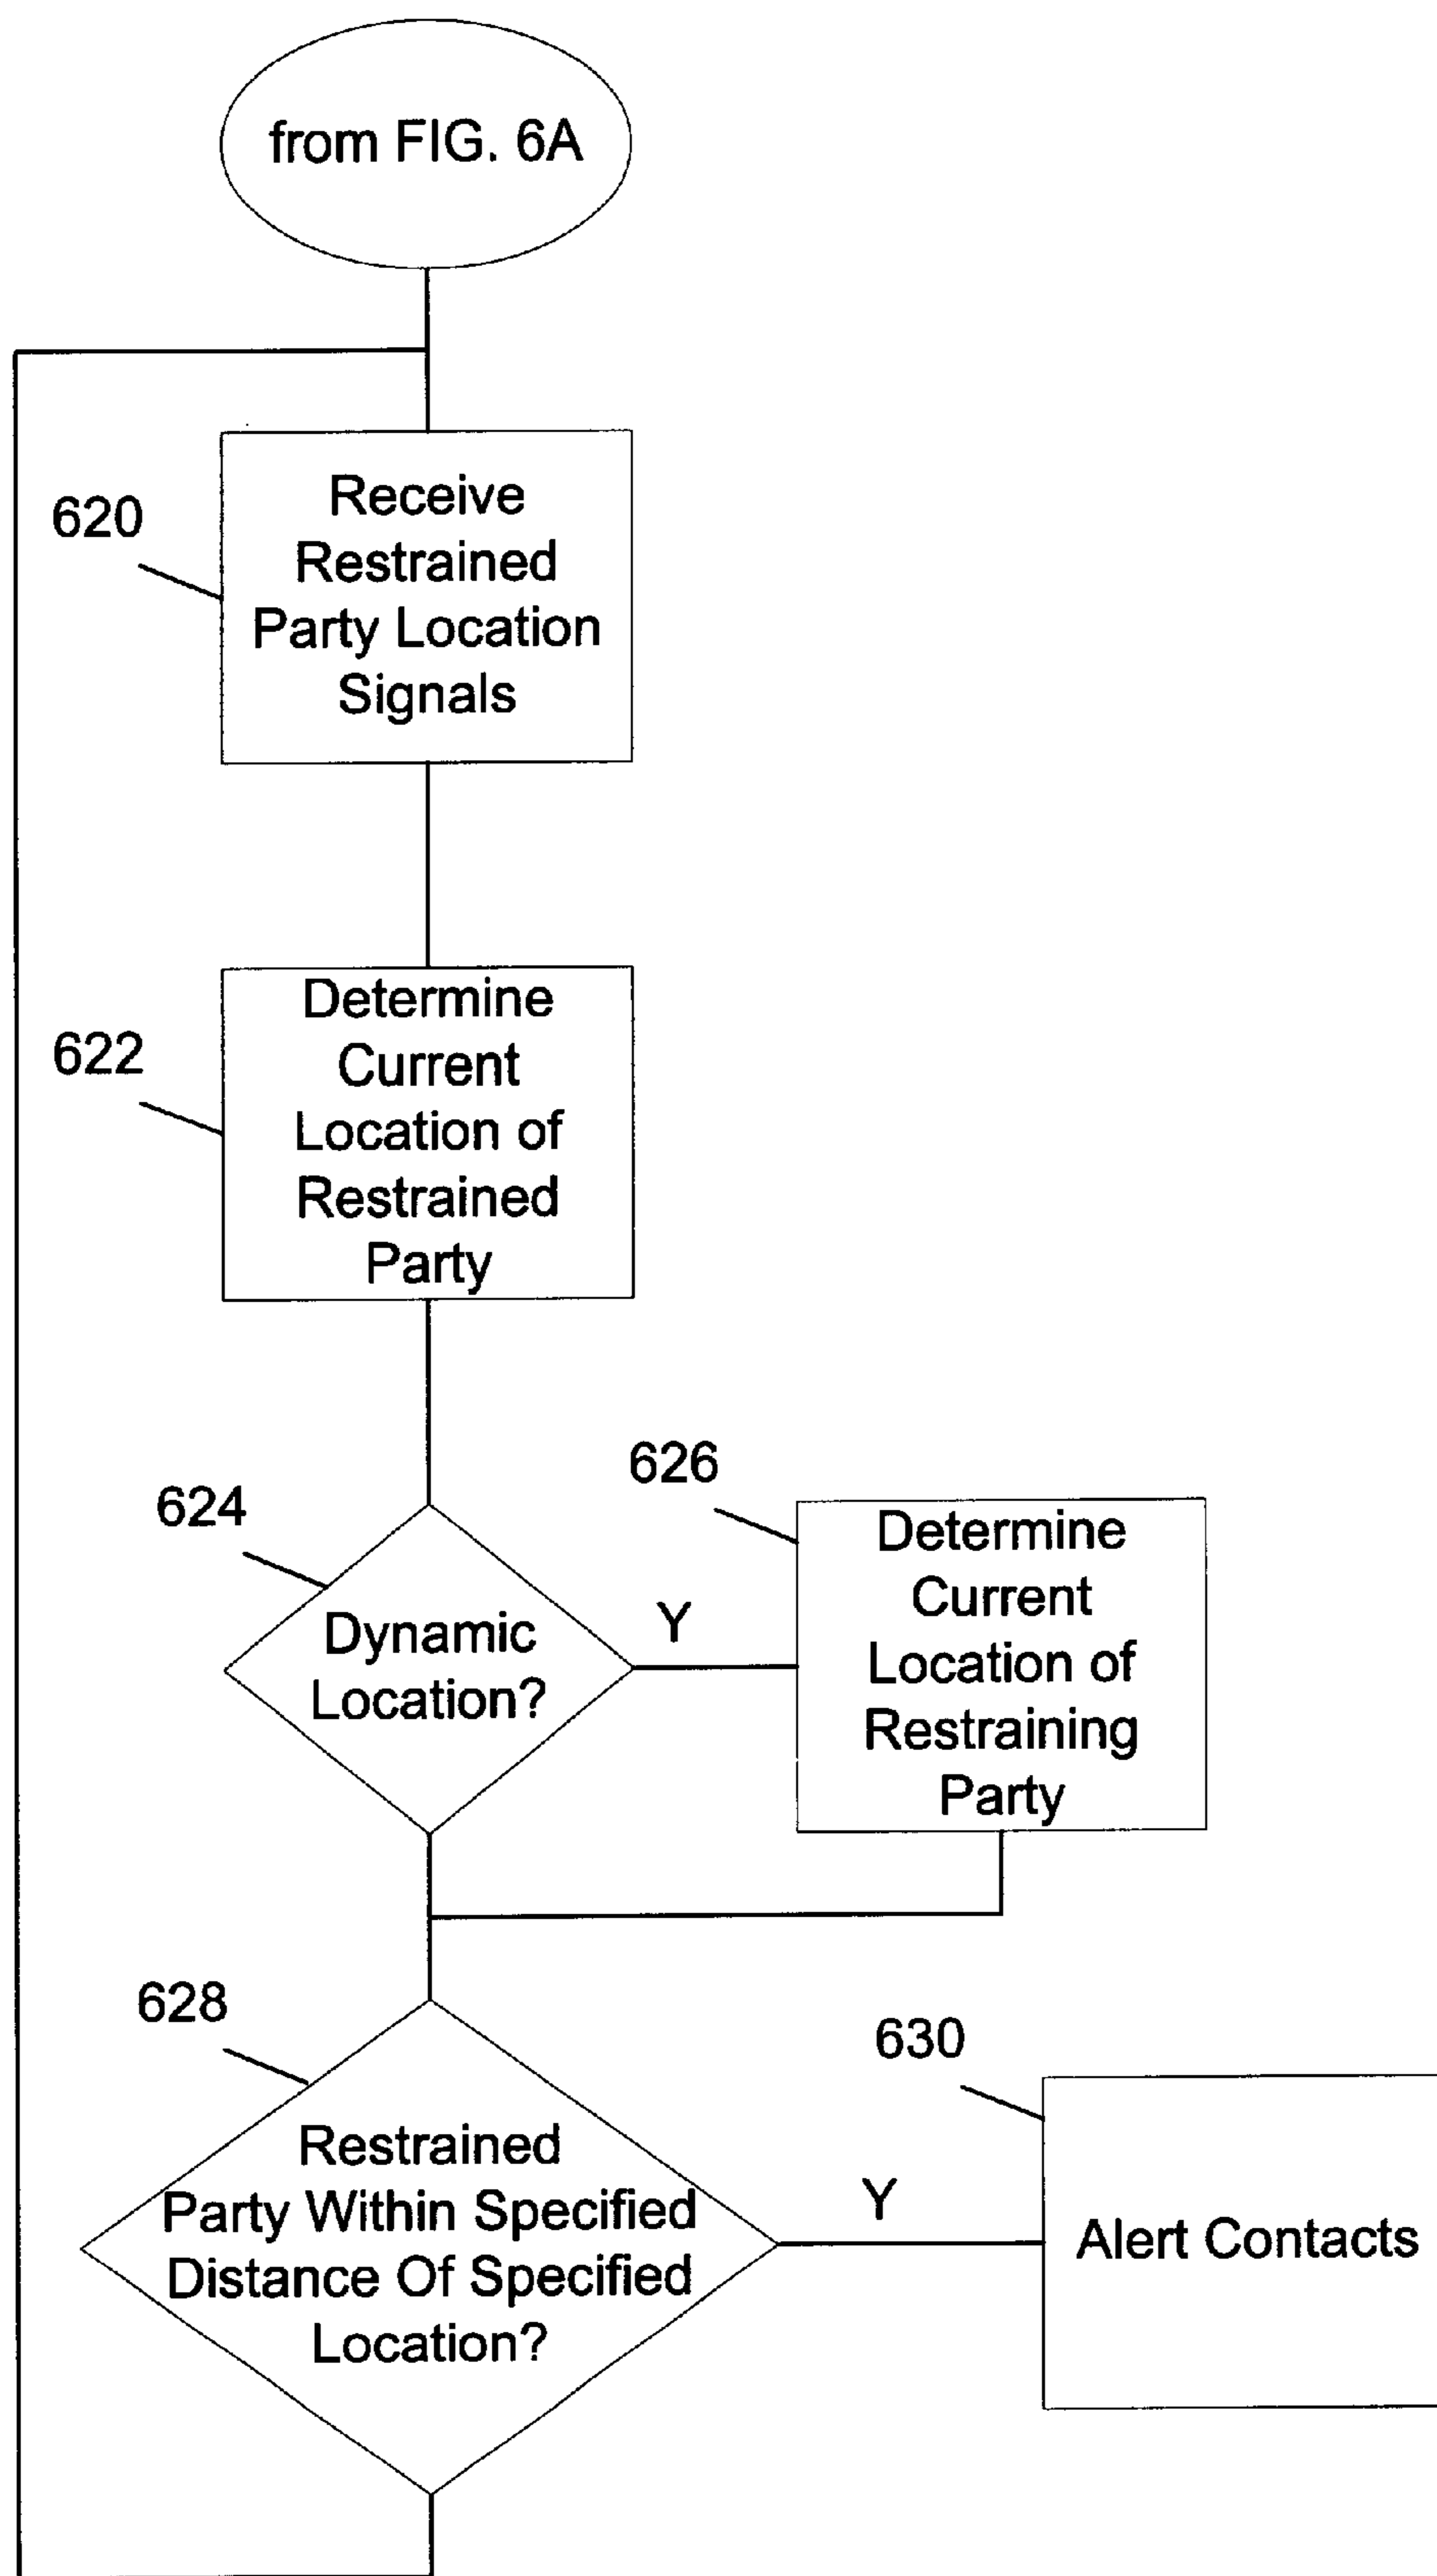 from FIG. 6A
620
Receive
Restrained
Party Location
Signals
622
Determine
Current
Location of
Restrained
Party
624
Dynamic
Location?
Y
626
Determine
Current
Location of
Restraining
Party
628
Restrained
Party Within Specified
Distance Of Specified
Location?
Y
630
Alert Contacts